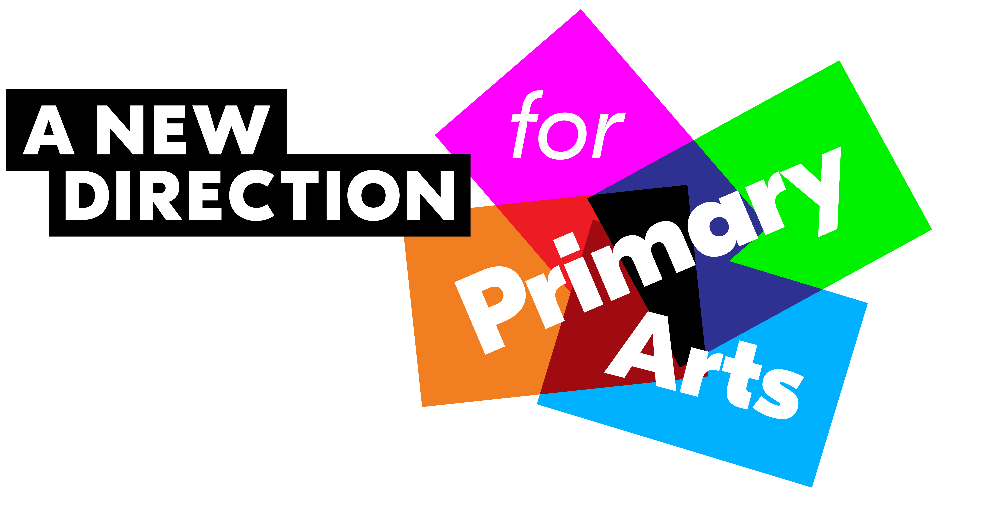 A NEW
DIRECTION
for
Primary
Arts